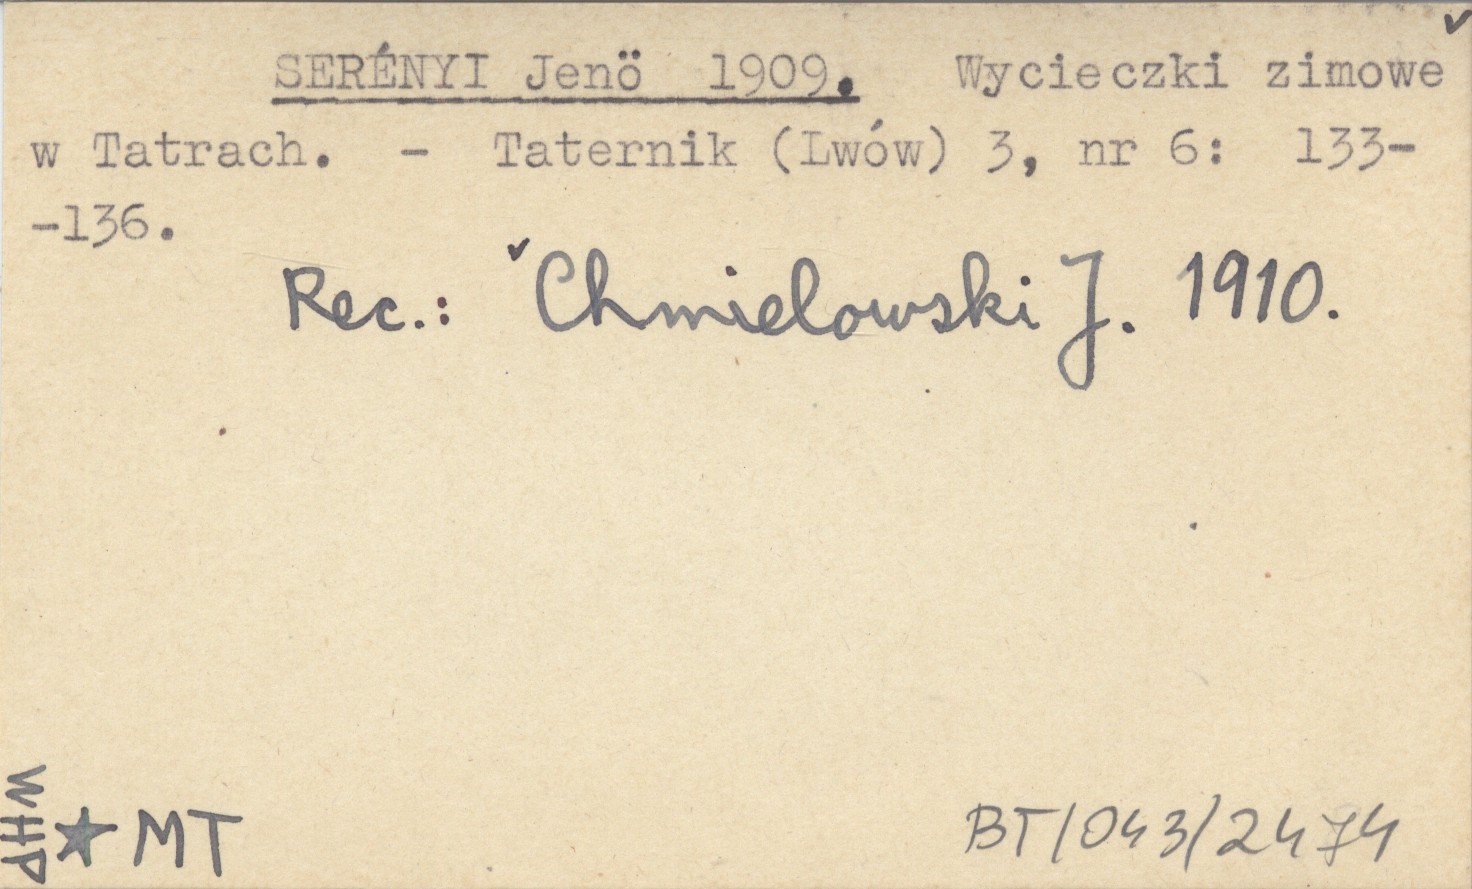 SERÉNYI Jenö 1909. Wycieczki zimowe
w Tatrach. - Taternik (Lwów) 3, nr 6: 133-
-136.
Rec.: Chmielowski J. 1910.
WHP ★ MT
BT/043/2474